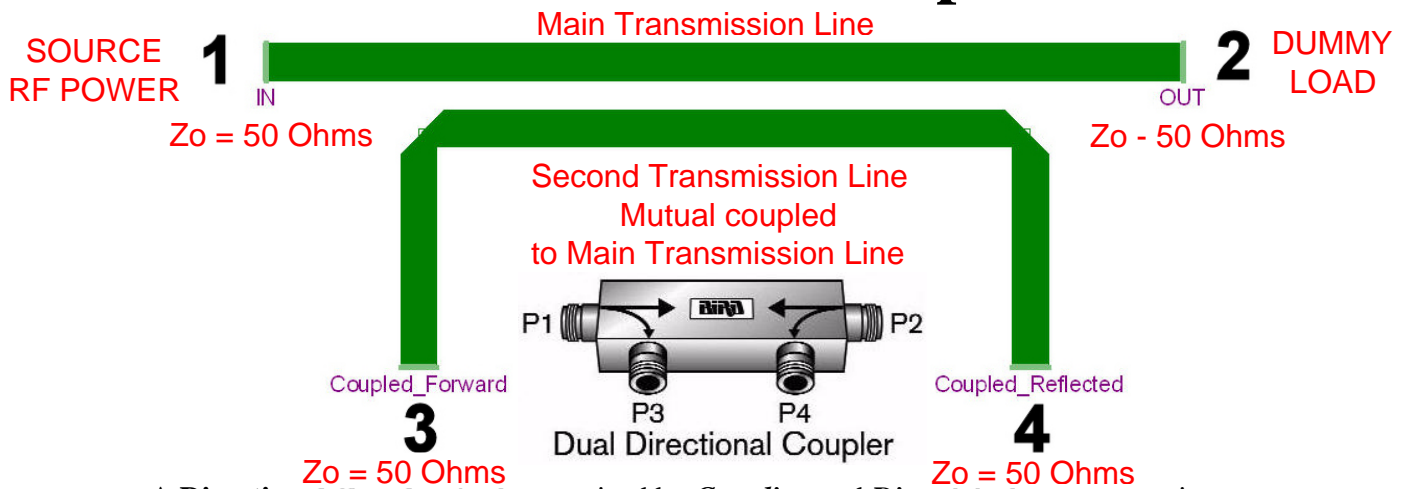 Main Transmission Line
SOURCE
RF POWER
1
IN
Zo = 50 Ohms
2
DUMMY
LOAD
OUT
Zo - 50 Ohms
Second Transmission Line
Mutual coupled
to Main Transmission Line
BIRD
P1
P2
P3
P4
Dual Directional Coupler
Coupled_Forward
3
Zo = 50 Ohms
Coupled_Reflected
4
Zo = 50 Ohms